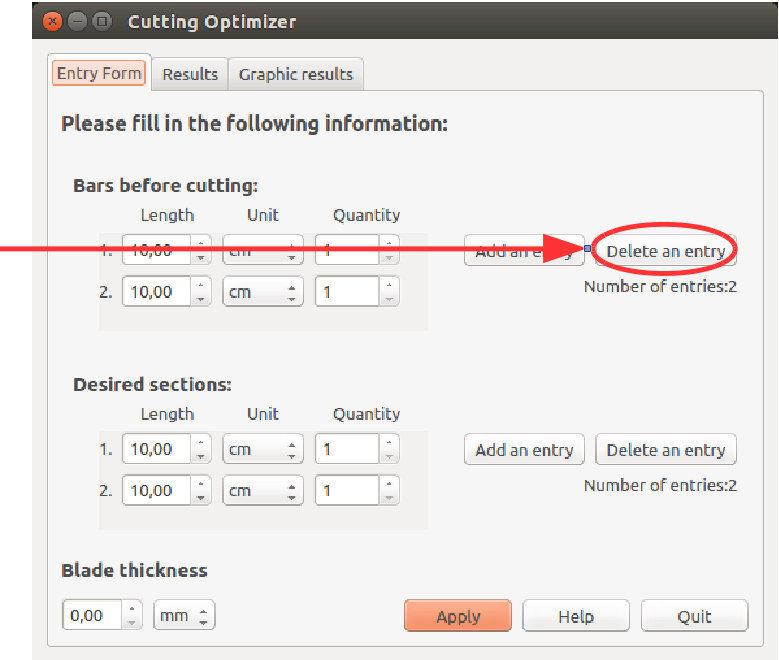 Cutting Optimizer
Entry Form Results Graphic results
Please fill in the following information:
Bars before cutting:
Length Unit Quantity
1. 10,00 cm 1 Add an entry Delete an entry
2. 10,00 cm 1 Number of entries:2
Desired sections:
Length Unit Quantity
1. 10,00 cm 1 Add an entry Delete an entry
2. 10,00 cm 1 Number of entries:2
Blade thickness
0,00 mm Apply Help Quit